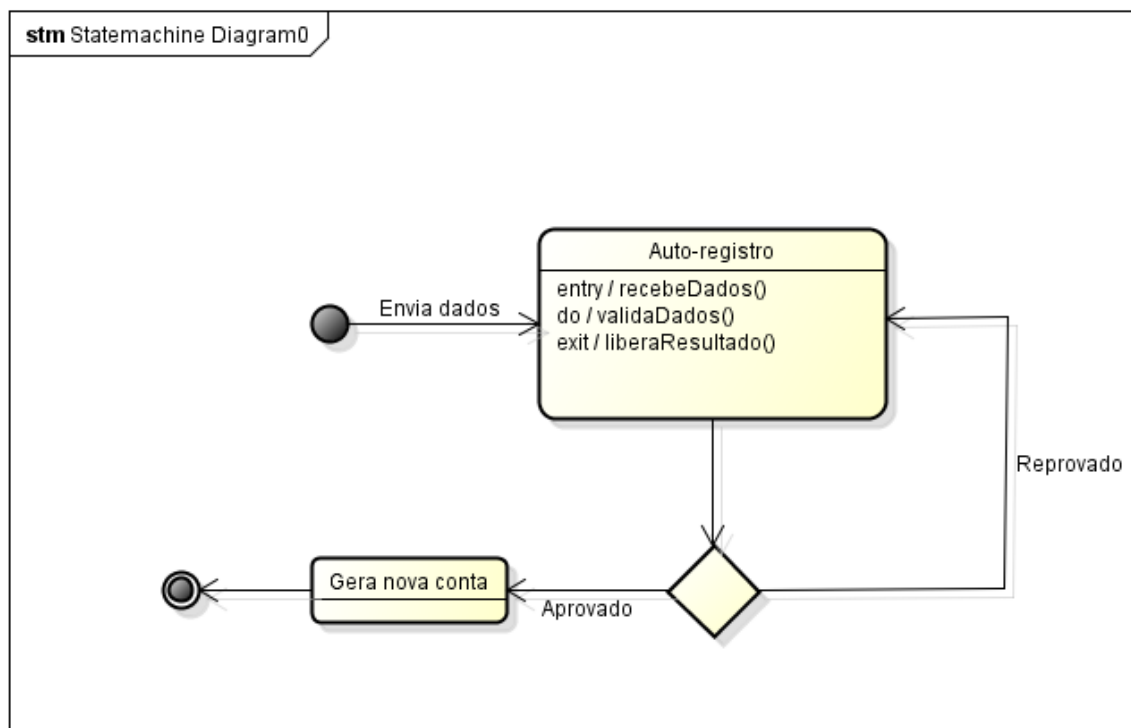 stm Statemachine Diagram0
Auto-registro
entry / recebeDados()
do / validaDados()
exit / liberaResultado()
Envia dados
Reprovado
Gera nova conta
Aprovado